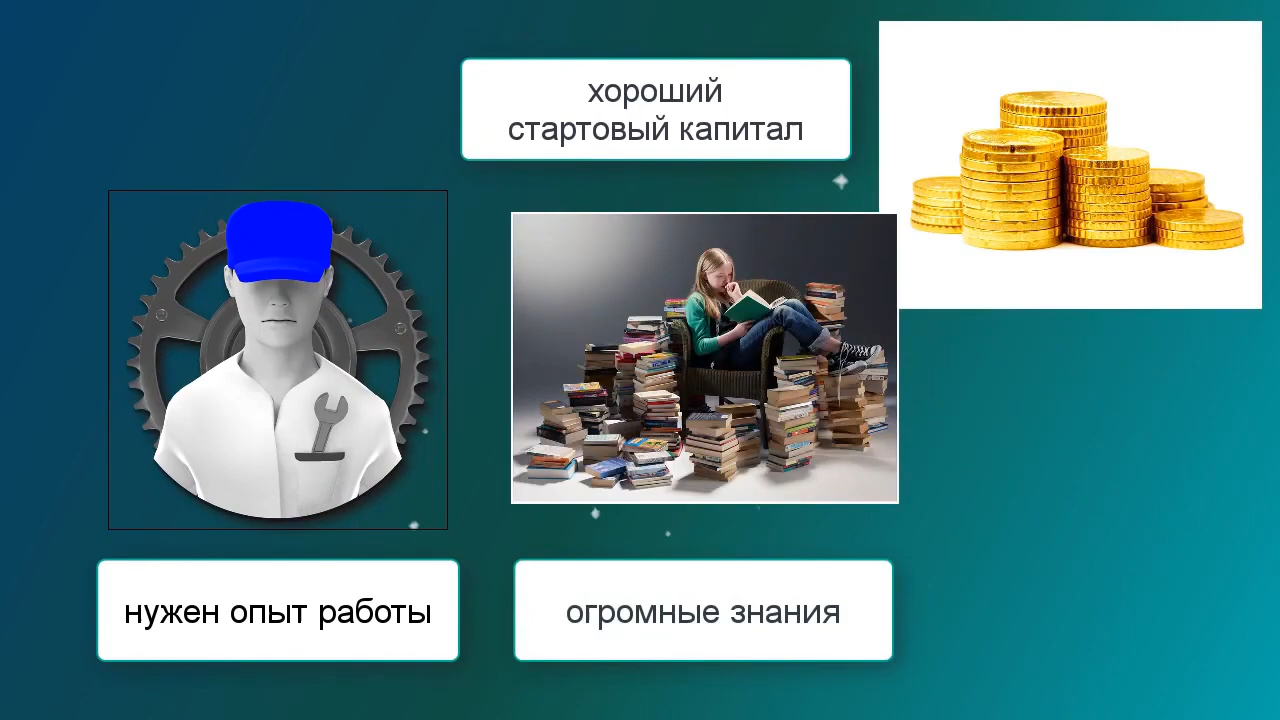 хороший
стартовый капитал
нужен опыт работы
огромные знания